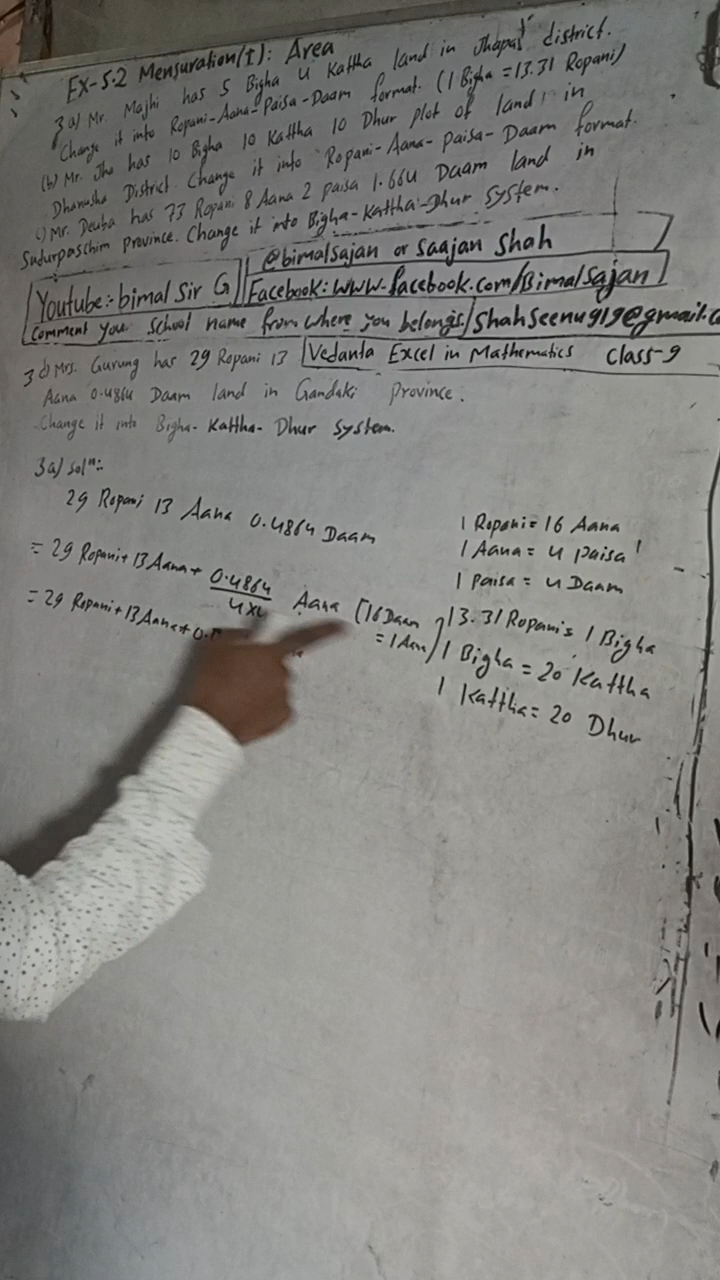 EX-5.2 Mensuration(I): Area
3 a) Mr. Majhi has 5 Bigha 4 Kattha land in Jhapa district.
Change it into Ropani-Aana-Paisa-Daam format. (1 Bigha = 13.31 Ropani)
(b) Mr. Jha has 10 Bigha 10 Kattha 10 Dhur plot of land in
Dhanusha District. Change it into Ropani-Aana-paisa-Daam format.
c) Mr. Deuba has 73 Ropani 8 Aana 2 paisa 1.664 Daam land in
Sudurpaschim province. Change it into Bigha-Kattha-Dhur system.
@bimalsajan or Saajan Shah
Youtube:- bimal Sir G
Facebook: www.facebook.com/Bimalsajan
Comment your School name from where you belongs/Shahseenu919@gmail.c
3 d) Mrs. Gurung has 29 Ropani 13
Vedanta Excel in Mathematics Class-9
Aana 0.4864 Daam land in Gandaki province.
Change it into Bigha-Kattha-Dhur System.
3a) Solⁿ:
29 Ropani 13 Aana 0.4864 Daam
= 29 Ropani + 13 Aana + 0.4864/4x4 Aana [16 Daam = 1 Aana]
= 29 Ropani + 13 Aana + 0.
1 Ropani = 16 Aana
1 Aana = 4 paisa
1 paisa = 4 Daam
13.31 Ropani = 1 Bigha
1 Bigha = 20 Kattha
1 Kattha = 20 Dhur